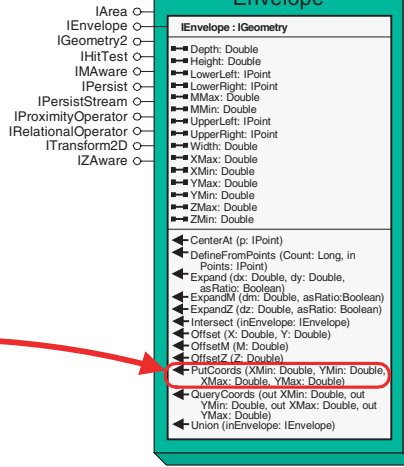 Envelope
IArea
IEnvelope
IGeometry2
IHitTest
IMAware
IPersist
IPersistStream
IProximityOperator
IRelationalOperator
ITransform2D
IZAware
IEnvelope : IGeometry
Depth: Double
Height: Double
LowerLeft: IPoint
LowerRight: IPoint
MMax: Double
MMin: Double
UpperLeft: IPoint
UpperRight: IPoint
Width: Double
XMax: Double
XMin: Double
YMax: Double
YMin: Double
ZMax: Double
ZMin: Double
CenterAt (p: IPoint)
DefineFromPoints (Count: Long, in
Points: IPoint)
Expand (dx: Double, dy: Double,
asRatio: Boolean)
ExpandM (dm: Double, asRatio:Boolean)
ExpandZ (dz: Double, asRatio: Boolean)
Intersect (inEnvelope: IEnvelope)
Offset (X: Double, Y: Double)
OffsetM (M: Double)
OffsetZ (Z: Double)
PutCoords (XMin: Double, YMin: Double,
XMax: Double, YMax: Double)
QueryCoords (out XMin: Double, out
YMin: Double, out XMax: Double, out
YMax: Double)
Union (inEnvelope: IEnvelope)